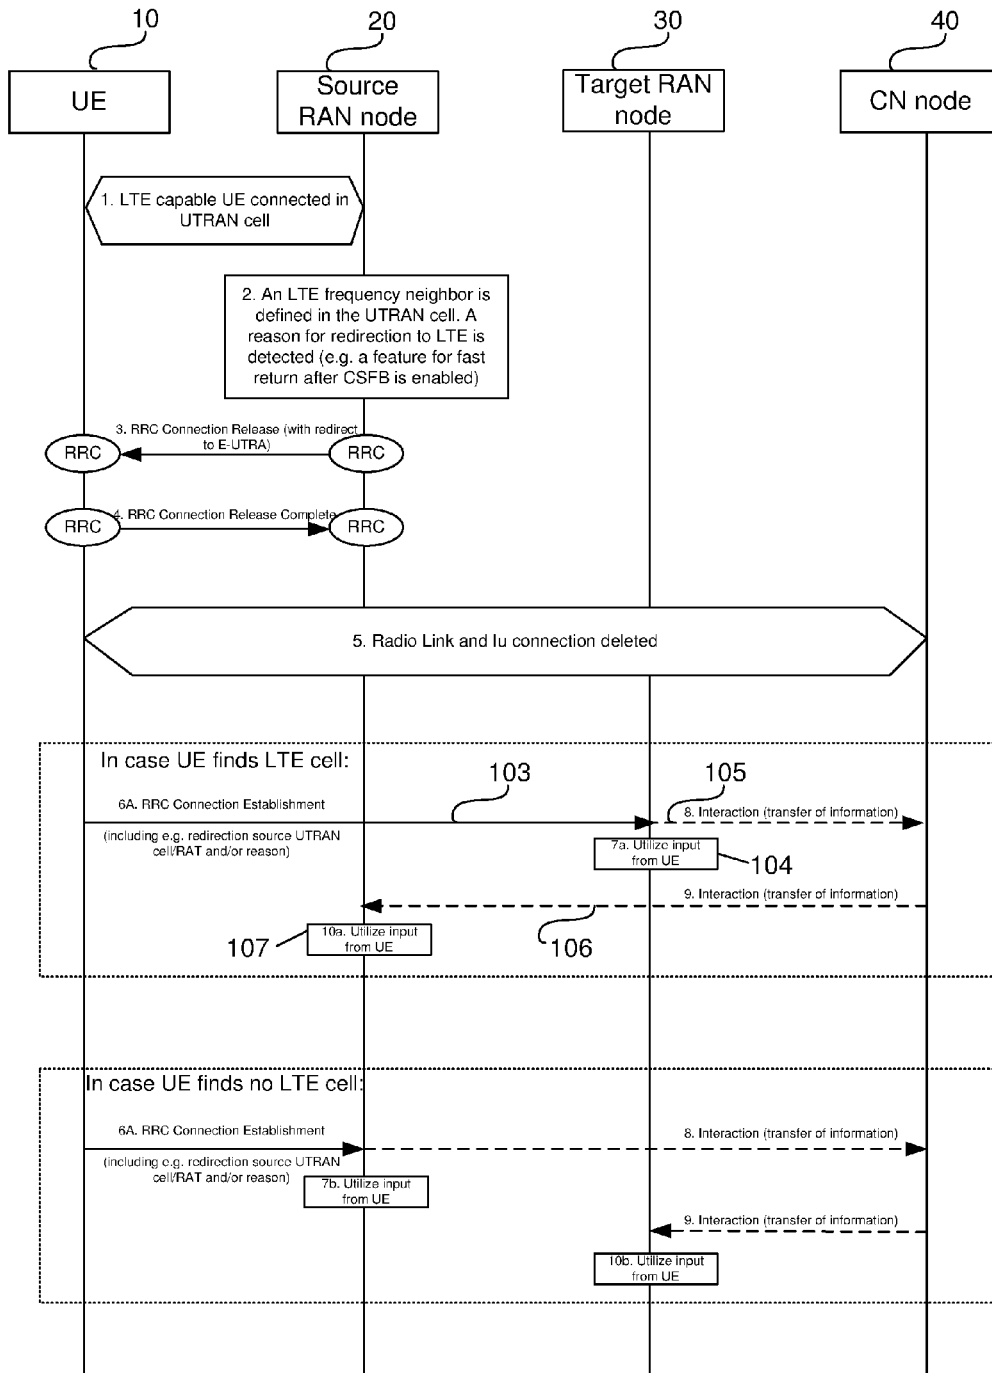 10
20
30
40
UE
Source
RAN node
Target RAN
node
CN node
1. LTE capable UE connected in
UTRAN cell
2. An LTE frequency neighbor is
defined in the UTRAN cell. A
reason for redirection to LTE is
detected (e.g. a feature for fast
return after CSFB is enabled)
3. RRC Connection Release (with redirect
to E-UTRA)
RRC
RRC
4. RRC Connection Release Complete
RRC
RRC
5. Radio Link and Iu connection deleted
In case UE finds LTE cell:
103
105
6A. RRC Connection Establishment
(including e.g. redirection source UTRAN
cell/RAT and/or reason)
8. Interaction (transfer of information)
7a. Utilize input
from UE
104
9. Interaction (transfer of information)
107
10a. Utilize input
from UE
106
In case UE finds no LTE cell:
6A. RRC Connection Establishment
(including e.g. redirection source UTRAN
cell/RAT and/or reason)
8. Interaction (transfer of information)
7b. Utilize input
from UE
9. Interaction (transfer of information)
10b. Utilize input
from UE